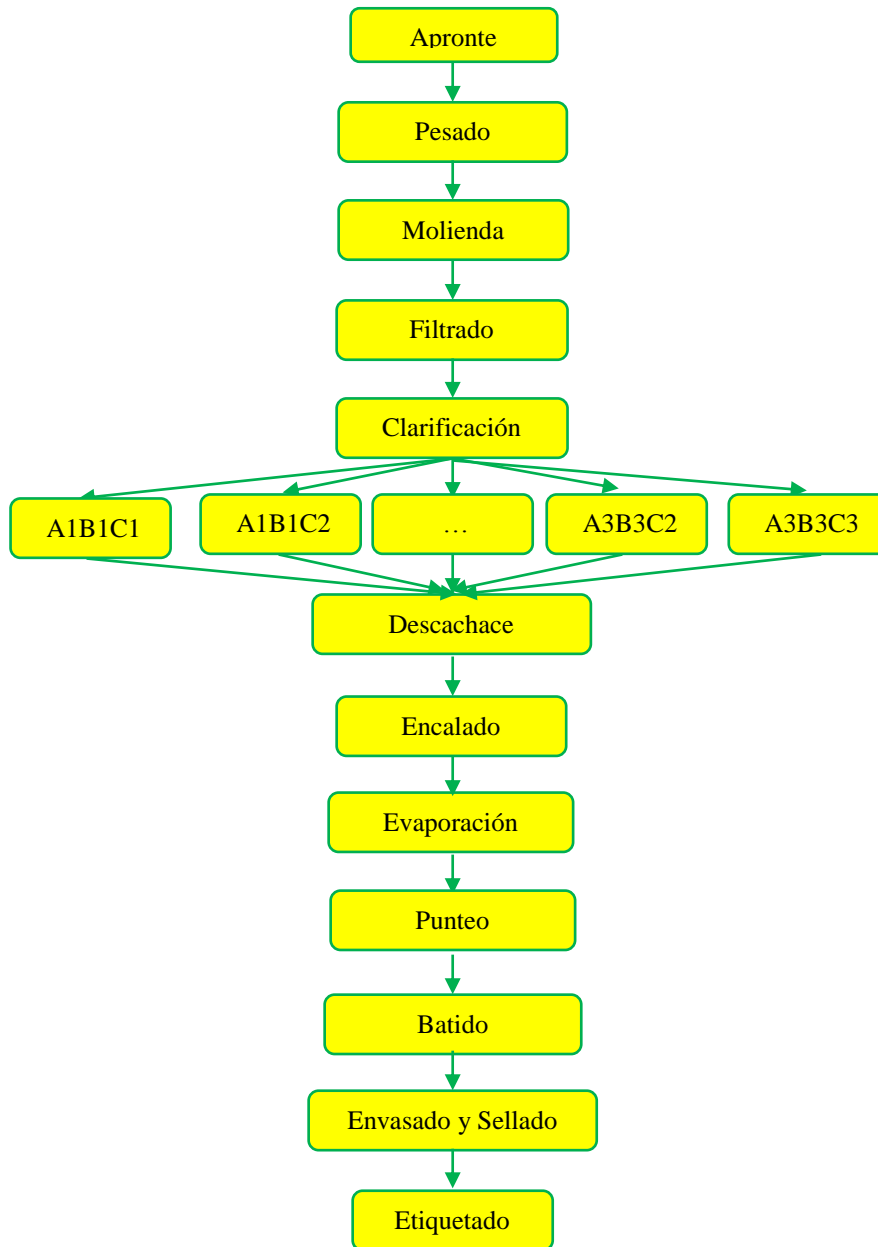 Apronte
Pesado
Molienda
Filtrado
Clarificación
A1B1C1
A1B1C2
…
A3B3C2
A3B3C3
Descachace
Encalado
Evaporación
Punteo
Batido
Envasado y Sellado
Etiquetado